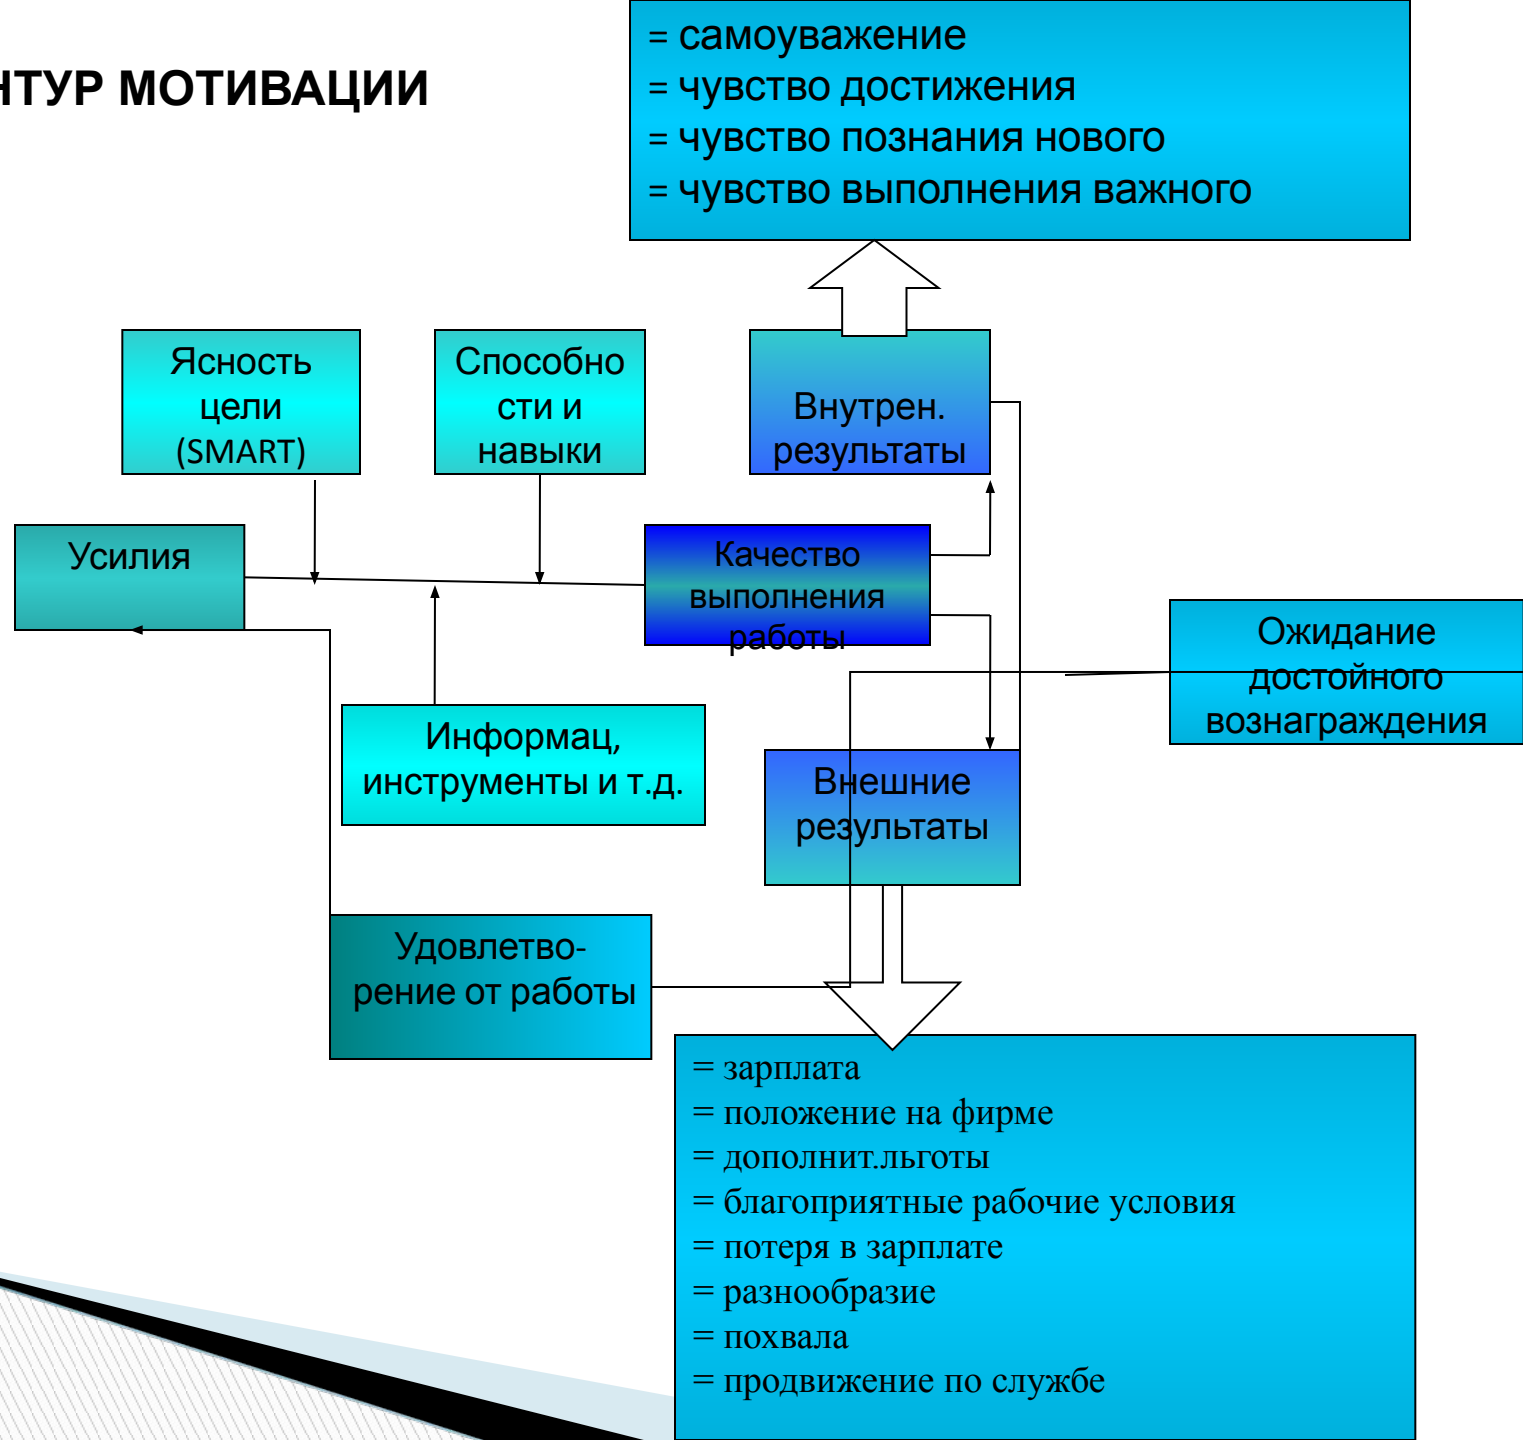 НТУР МОТИВАЦИИ
= самоуважение
= чувство достижения
= чувство познания нового
= чувство выполнения важного
Ясность
цели
(SMART)
Способно
сти и
навыки
Внутрен.
результаты
Усилия
Качество
выполнения
работы
Ожидание
достойного
вознаграждения
Информац,
инструменты и т.д.
Внешние
результаты
Удовлетво-
рение от работы
= зарплата
= положение на фирме
= дополнит.льготы
= благоприятные рабочие условия
= потеря в зарплате
= разнообразие
= похвала
= продвижение по службе